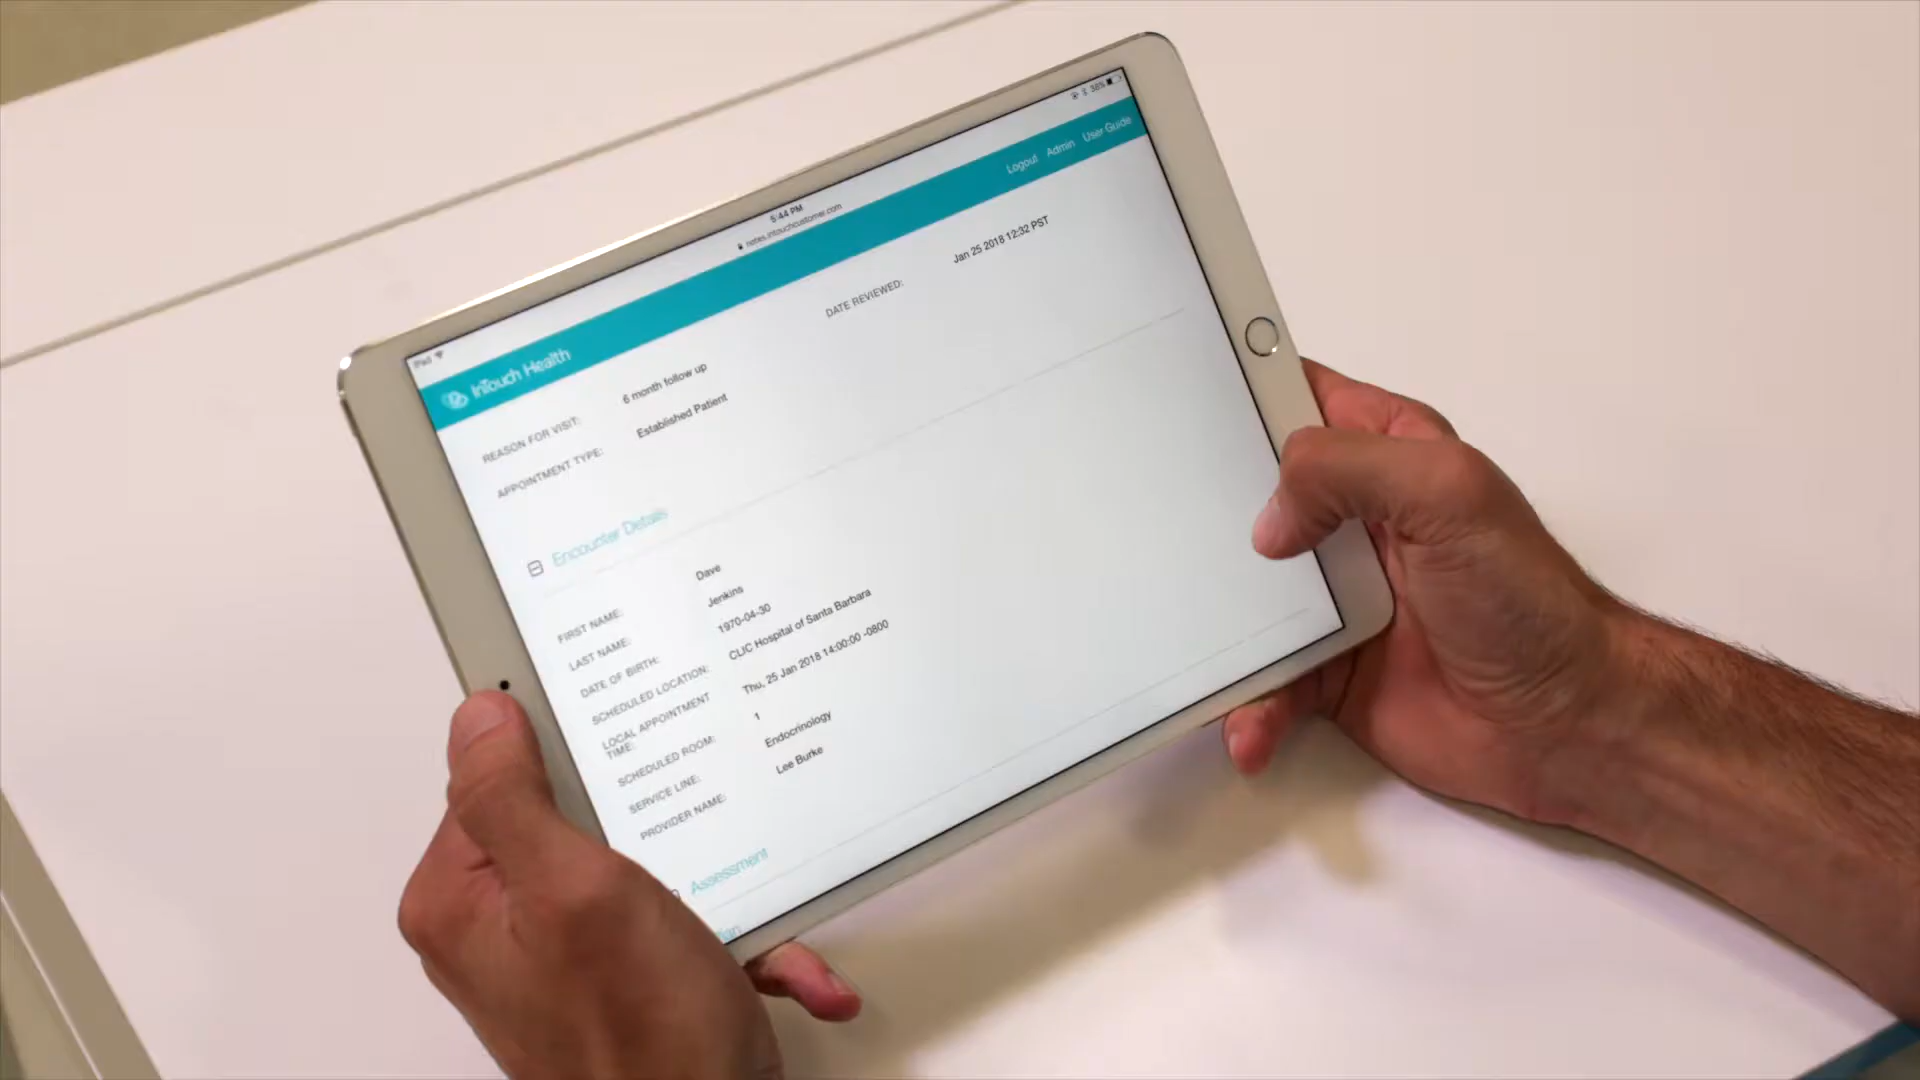 iPad
5:44 PM
38%
notes.intouchcustomer.com
InTouch Health
Logout Admin User Guide
REASON FOR VISIT: 6 month follow up
DATE REVIEWED: Jan 25 2018 12:32 PST
APPOINTMENT TYPE: Established Patient
Encounter Details
FIRST NAME: Dave
LAST NAME: Jenkins
DATE OF BIRTH: 1970-04-30
SCHEDULED LOCATION: CLIC Hospital of Santa Barbara
LOCAL APPOINTMENT TIME: Thu, 25 Jan 2018 14:00:00 -0800
SCHEDULED ROOM: 1
SERVICE LINE: Endocrinology
PROVIDER NAME: Lee Burke
Assessment